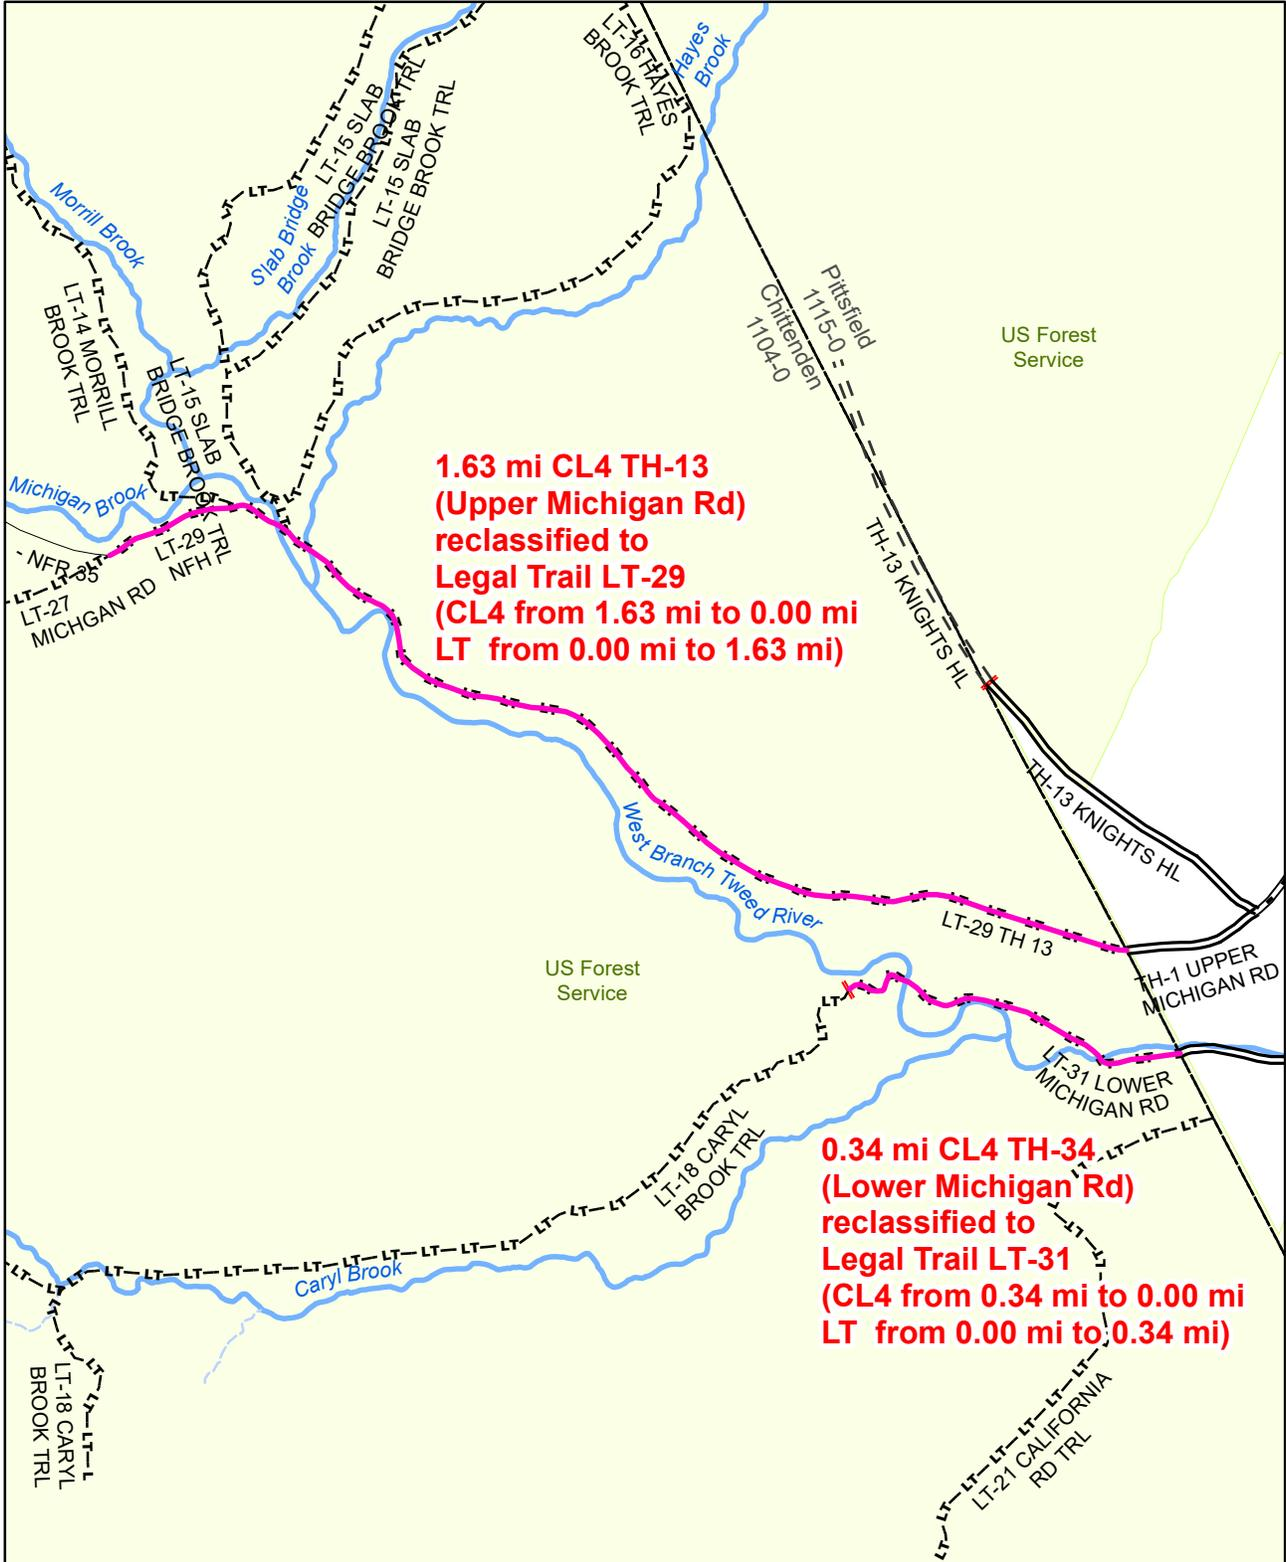 LT-16 HAYES
BROOK TRL
Hayes
Brook
LT-15 SLAB
BRIDGE BROOK TRL
LT-15 SLAB
BRIDGE BROOK TRL
Slab Bridge
Brook
Morrill Brook
LT-14 MORRILL
BROOK TRL
LT-15 SLAB
BRIDGE BROOK TRL
Pittsfield
1115-0
Chittenden
1104-0
US Forest
Service
Michigan Brook
1.63 mi CL4 TH-13
(Upper Michigan Rd)
reclassified to
Legal Trail LT-29
(CL4 from 1.63 mi to 0.00 mi
LT from 0.00 mi to 1.63 mi)
- NFR 35
LT-29
NFH
LT-27
MICHGAN RD
TH-13 KNIGHTS HL
TH-13 KNIGHTS HL
West Branch Tweed River
LT-29 TH 13
TH-1 UPPER
MICHIGAN RD
US Forest
Service
LT-31 LOWER
MICHIGAN RD
LT-18 CARYL
BROOK TRL
0.34 mi CL4 TH-34
(Lower Michigan Rd)
reclassified to
Legal Trail LT-31
(CL4 from 0.34 mi to 0.00 mi
LT from 0.00 mi to 0.34 mi)
Caryl Brook
LT-18 CARYL
BROOK TRL
LT-21 CALIFORNIA
RD TRL